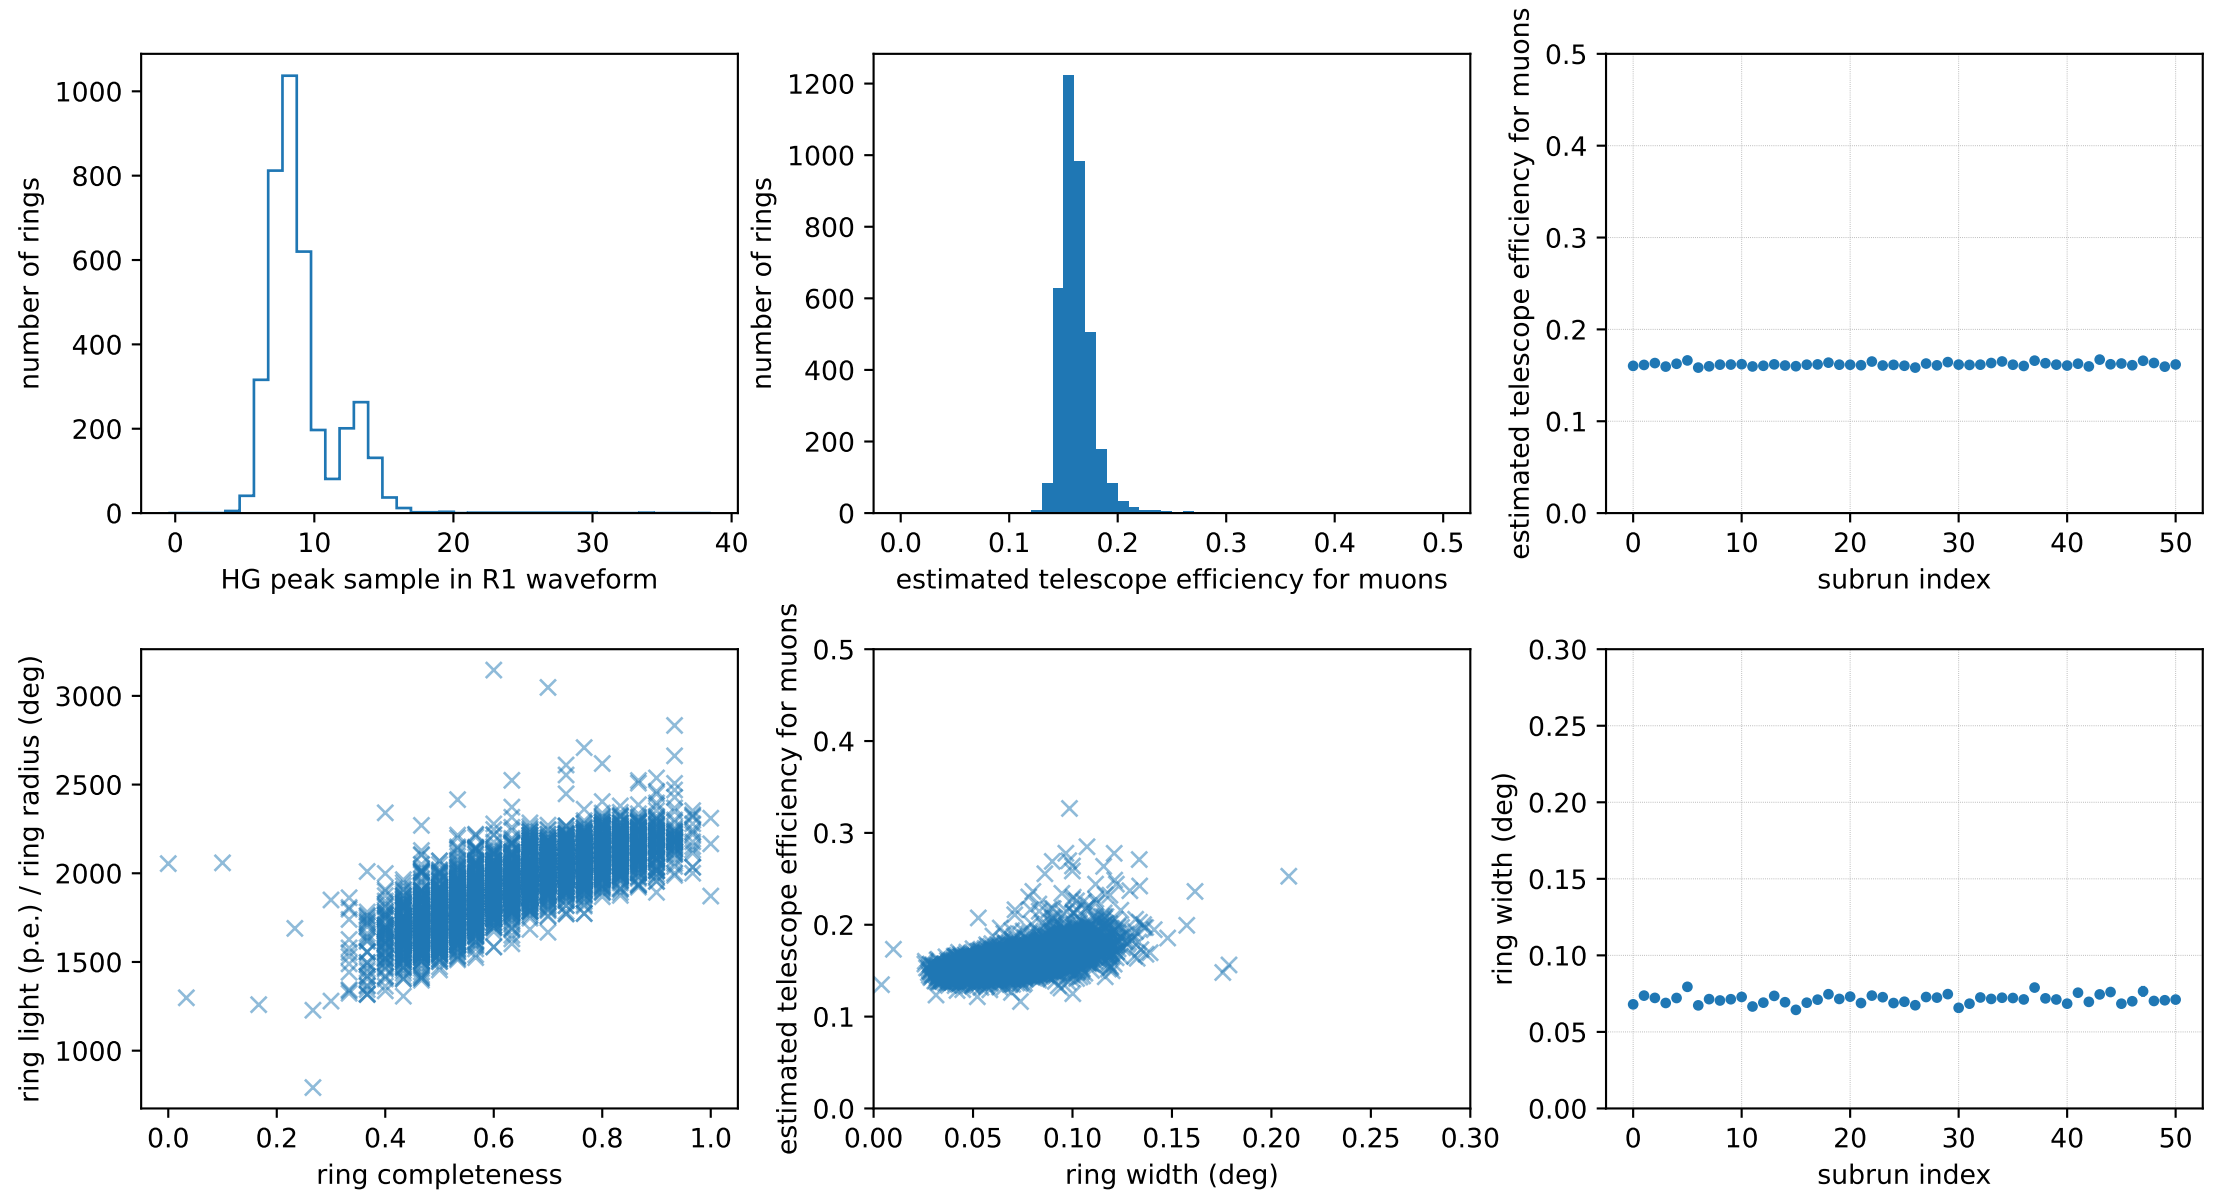 1000
800
600
400
200
0
number of rings
0 10 20 30 40
HG peak sample in R1 waveform
1200
1000
800
600
400
200
0
number of rings
0.0 0.1 0.2 0.3 0.4 0.5
estimated telescope efficiency for muons
0.5
0.4
0.3
0.2
0.1
0.0
estimated telescope efficiency for muons
0 10 20 30 40 50
subrun index
3000
2500
2000
1500
1000
ring light (p.e.) / ring radius (deg)
0.0 0.2 0.4 0.6 0.8 1.0
ring completeness
0.5
0.4
0.3
0.2
0.1
0.0
estimated telescope efficiency for muons
0.00 0.05 0.10 0.15 0.20 0.25 0.30
ring width (deg)
0.30
0.25
0.20
0.15
0.10
0.05
0.00
ring width (deg)
0 10 20 30 40 50
subrun index